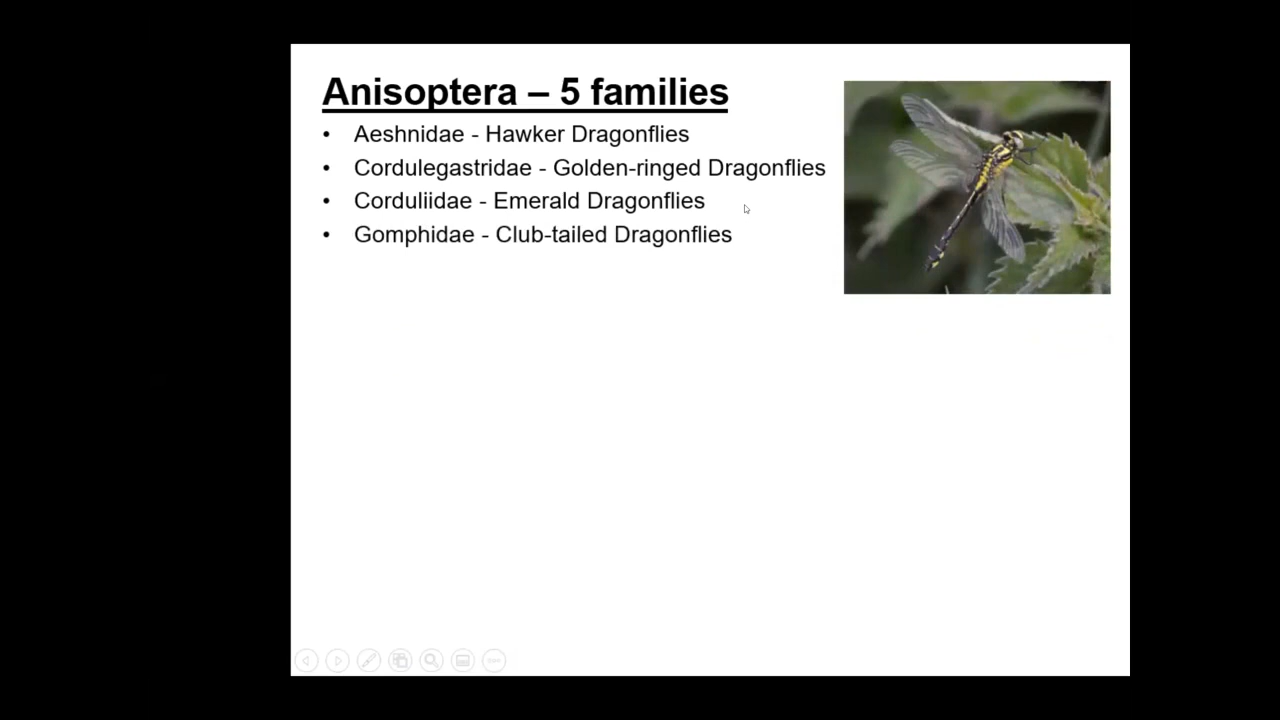 Anisoptera – 5 families
• Aeshnidae - Hawker Dragonflies
• Cordulegastridae - Golden-ringed Dragonflies
• Corduliidae - Emerald Dragonflies
• Gomphidae - Club-tailed Dragonflies